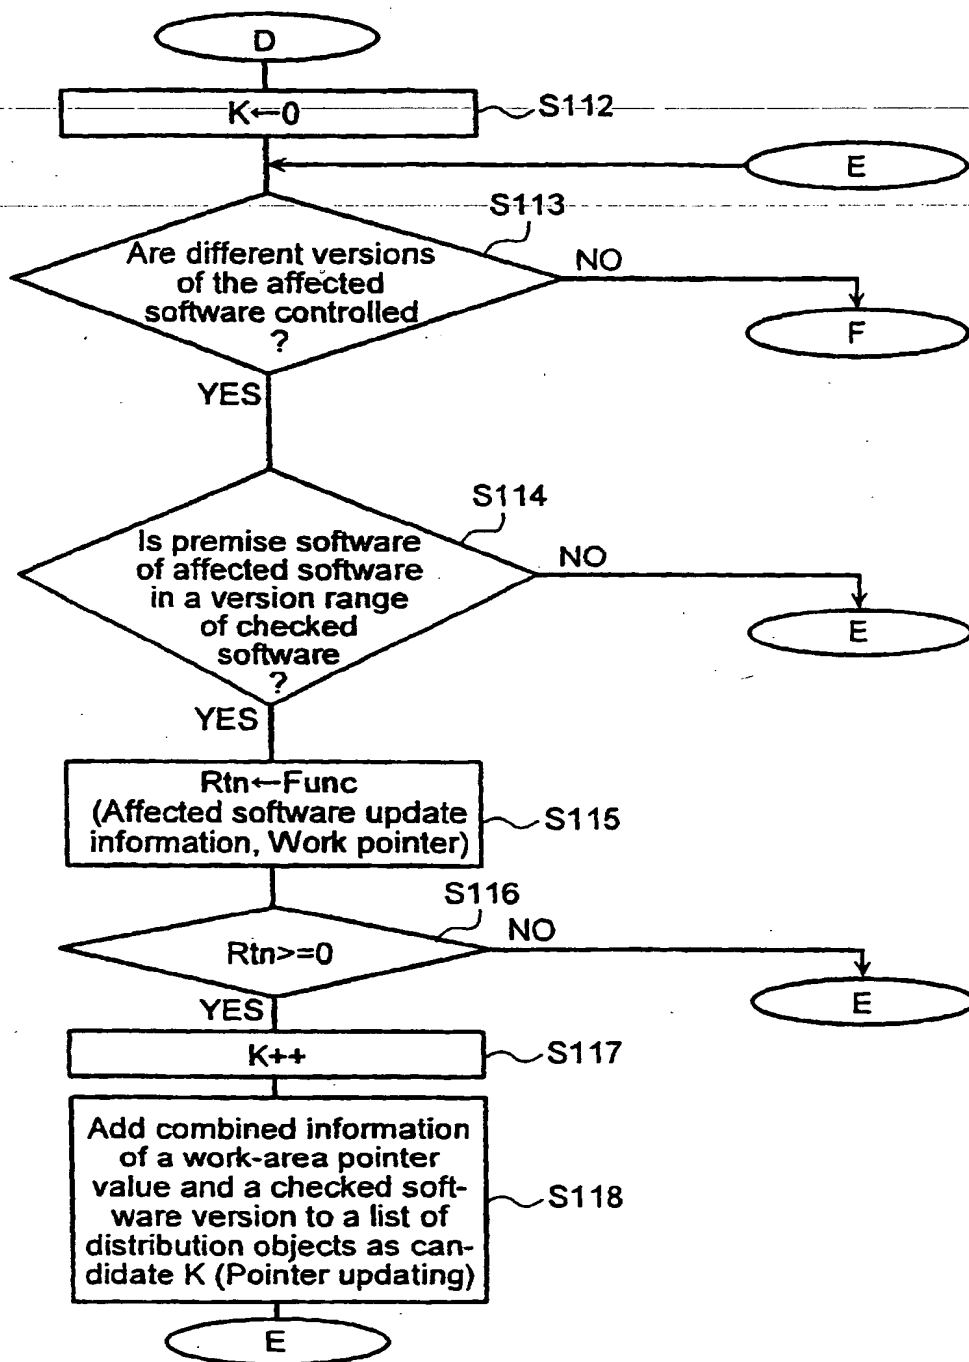 D
K←0
S112
E
S113
Are different versions
of the affected
software controlled
?
NO
F
YES
S114
Is premise software
of affected software
in a version range
of checked
software
?
NO
E
YES
Rtn←Func
(Affected software update
information, Work pointer)
S115
S116
Rtn>=0
NO
E
YES
K++
S117
Add combined information
of a work-area pointer
value and a checked soft-
ware version to a list of
distribution objects as can-
didate K (Pointer updating)
S118
E